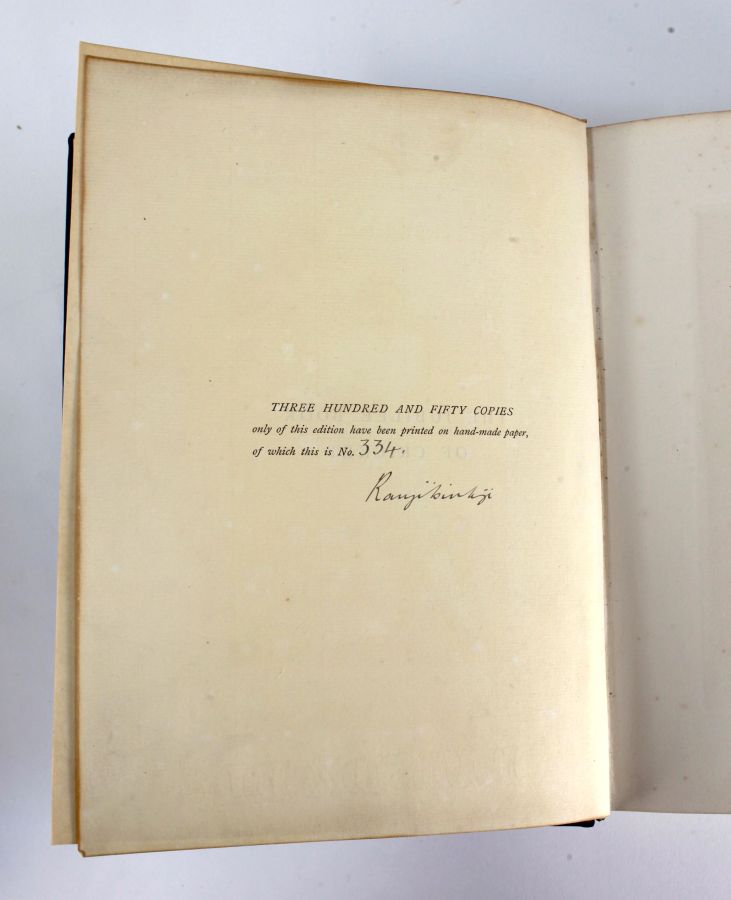 THREE HUNDRED AND FIFTY COPIES
only of this edition have been printed on hand-made paper,
of which this is No. 334.
Ranjitsinhji